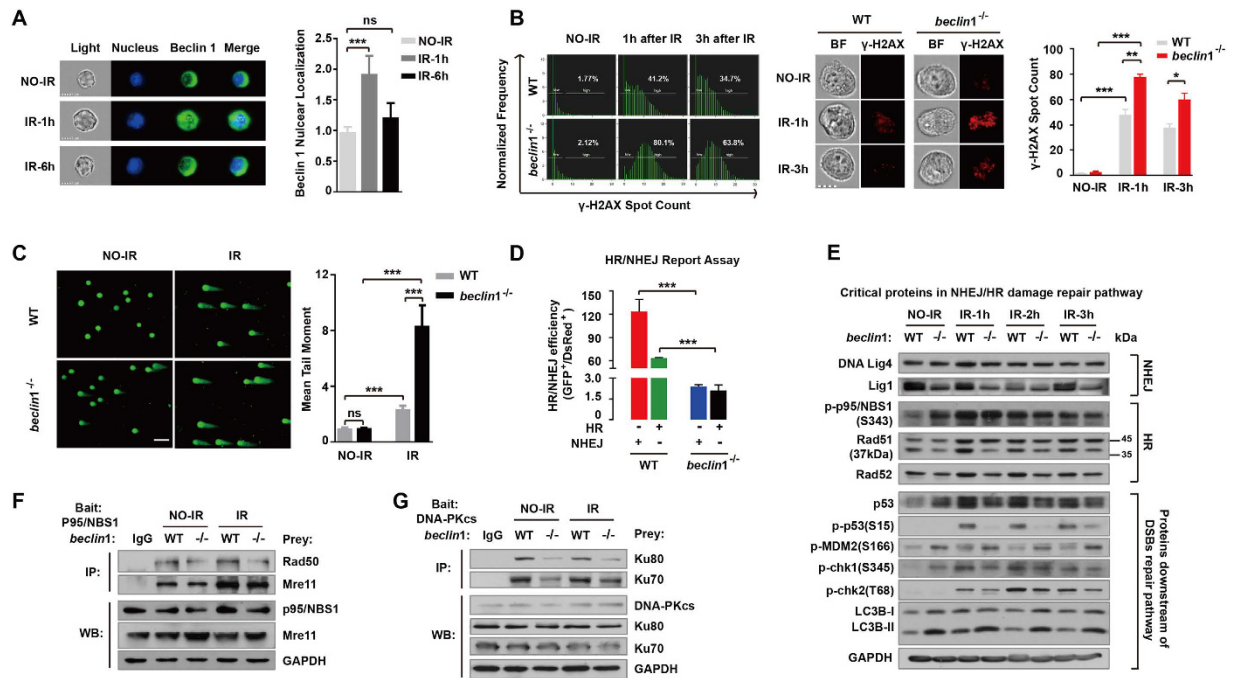 A
Light Nucleus Beclin 1 Merge
NO-IR
IR-1h
IR-6h
Beclin 1 Nulcear Localization
2.5
2.0
1.5
1.0
0.5
0.0
ns
***
NO-IR
IR-1h
IR-6h
B
NO-IR 1h after IR 3h after IR
Normalized Frequency
WT
beclin1-/-
1.77% 41.2% 34.7%
2.12% 80.1% 63.8%
γ-H2AX Spot Count
WT beclin1-/-
BF γ-H2AX BF γ-H2AX
NO-IR
IR-1h
IR-3h
γ-H2AX Spot Count
100
80
60
40
20
0
***
**
***
*
WT
beclin1-/-
NO-IR IR-1h IR-3h
C
NO-IR IR
WT
beclin1-/-
Mean Tail Moment
12
8
4
2
0
***
***
***
ns
WT
beclin1-/-
NO-IR IR
D
HR/NHEJ Report Assay
HR/NHEJ efficiency
(GFP+/DsRed+)
150
120
90
60
3.0
1.5
0
***
***
HR - + - +
NHEJ + - + -
WT beclin1-/-
E
Critical proteins in NHEJ/HR damage repair pathway
NO-IR IR-1h IR-2h IR-3h
beclin1: WT -/- WT -/- WT -/- WT -/- kDa
DNA Lig4
Lig1
NHEJ
p-p95/NBS1
(S343)
Rad51
(37kDa)
45
35
Rad52
HR
p53
p-p53(S15)
p-MDM2(S166)
p-chk1(S345)
p-chk2(T68)
LC3B-I
LC3B-II
GAPDH
Proteins downstream of
DSBs repair pathway
F
Bait:
P95/NBS1
NO-IR IR
beclin1: IgG WT -/- WT -/- Prey:
IP:
Rad50
Mre11
WB:
p95/NBS1
Mre11
GAPDH
G
Bait:
DNA-PKcs
NO-IR IR
beclin1: IgG WT -/- WT -/- Prey:
IP:
Ku80
Ku70
WB:
DNA-PKcs
Ku80
Ku70
GAPDH